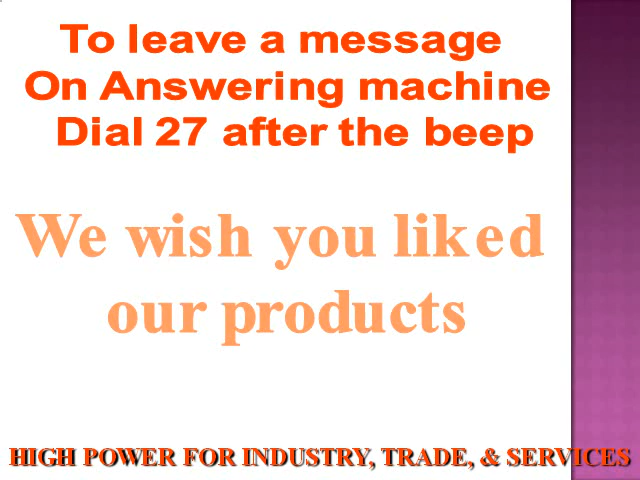 To leave a message
On Answering machine
Dial 27 after the beep
We wish you liked
our products
HIGH POWER FOR INDUSTRY, TRADE, & SERVICES